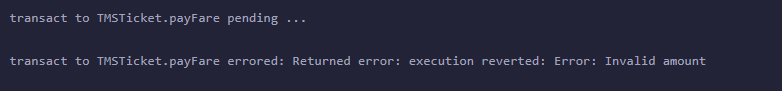 transact to TMSTicket.payFare pending ...
transact to TMSTicket.payFare errored: Returned error: execution reverted: Error: Invalid amount